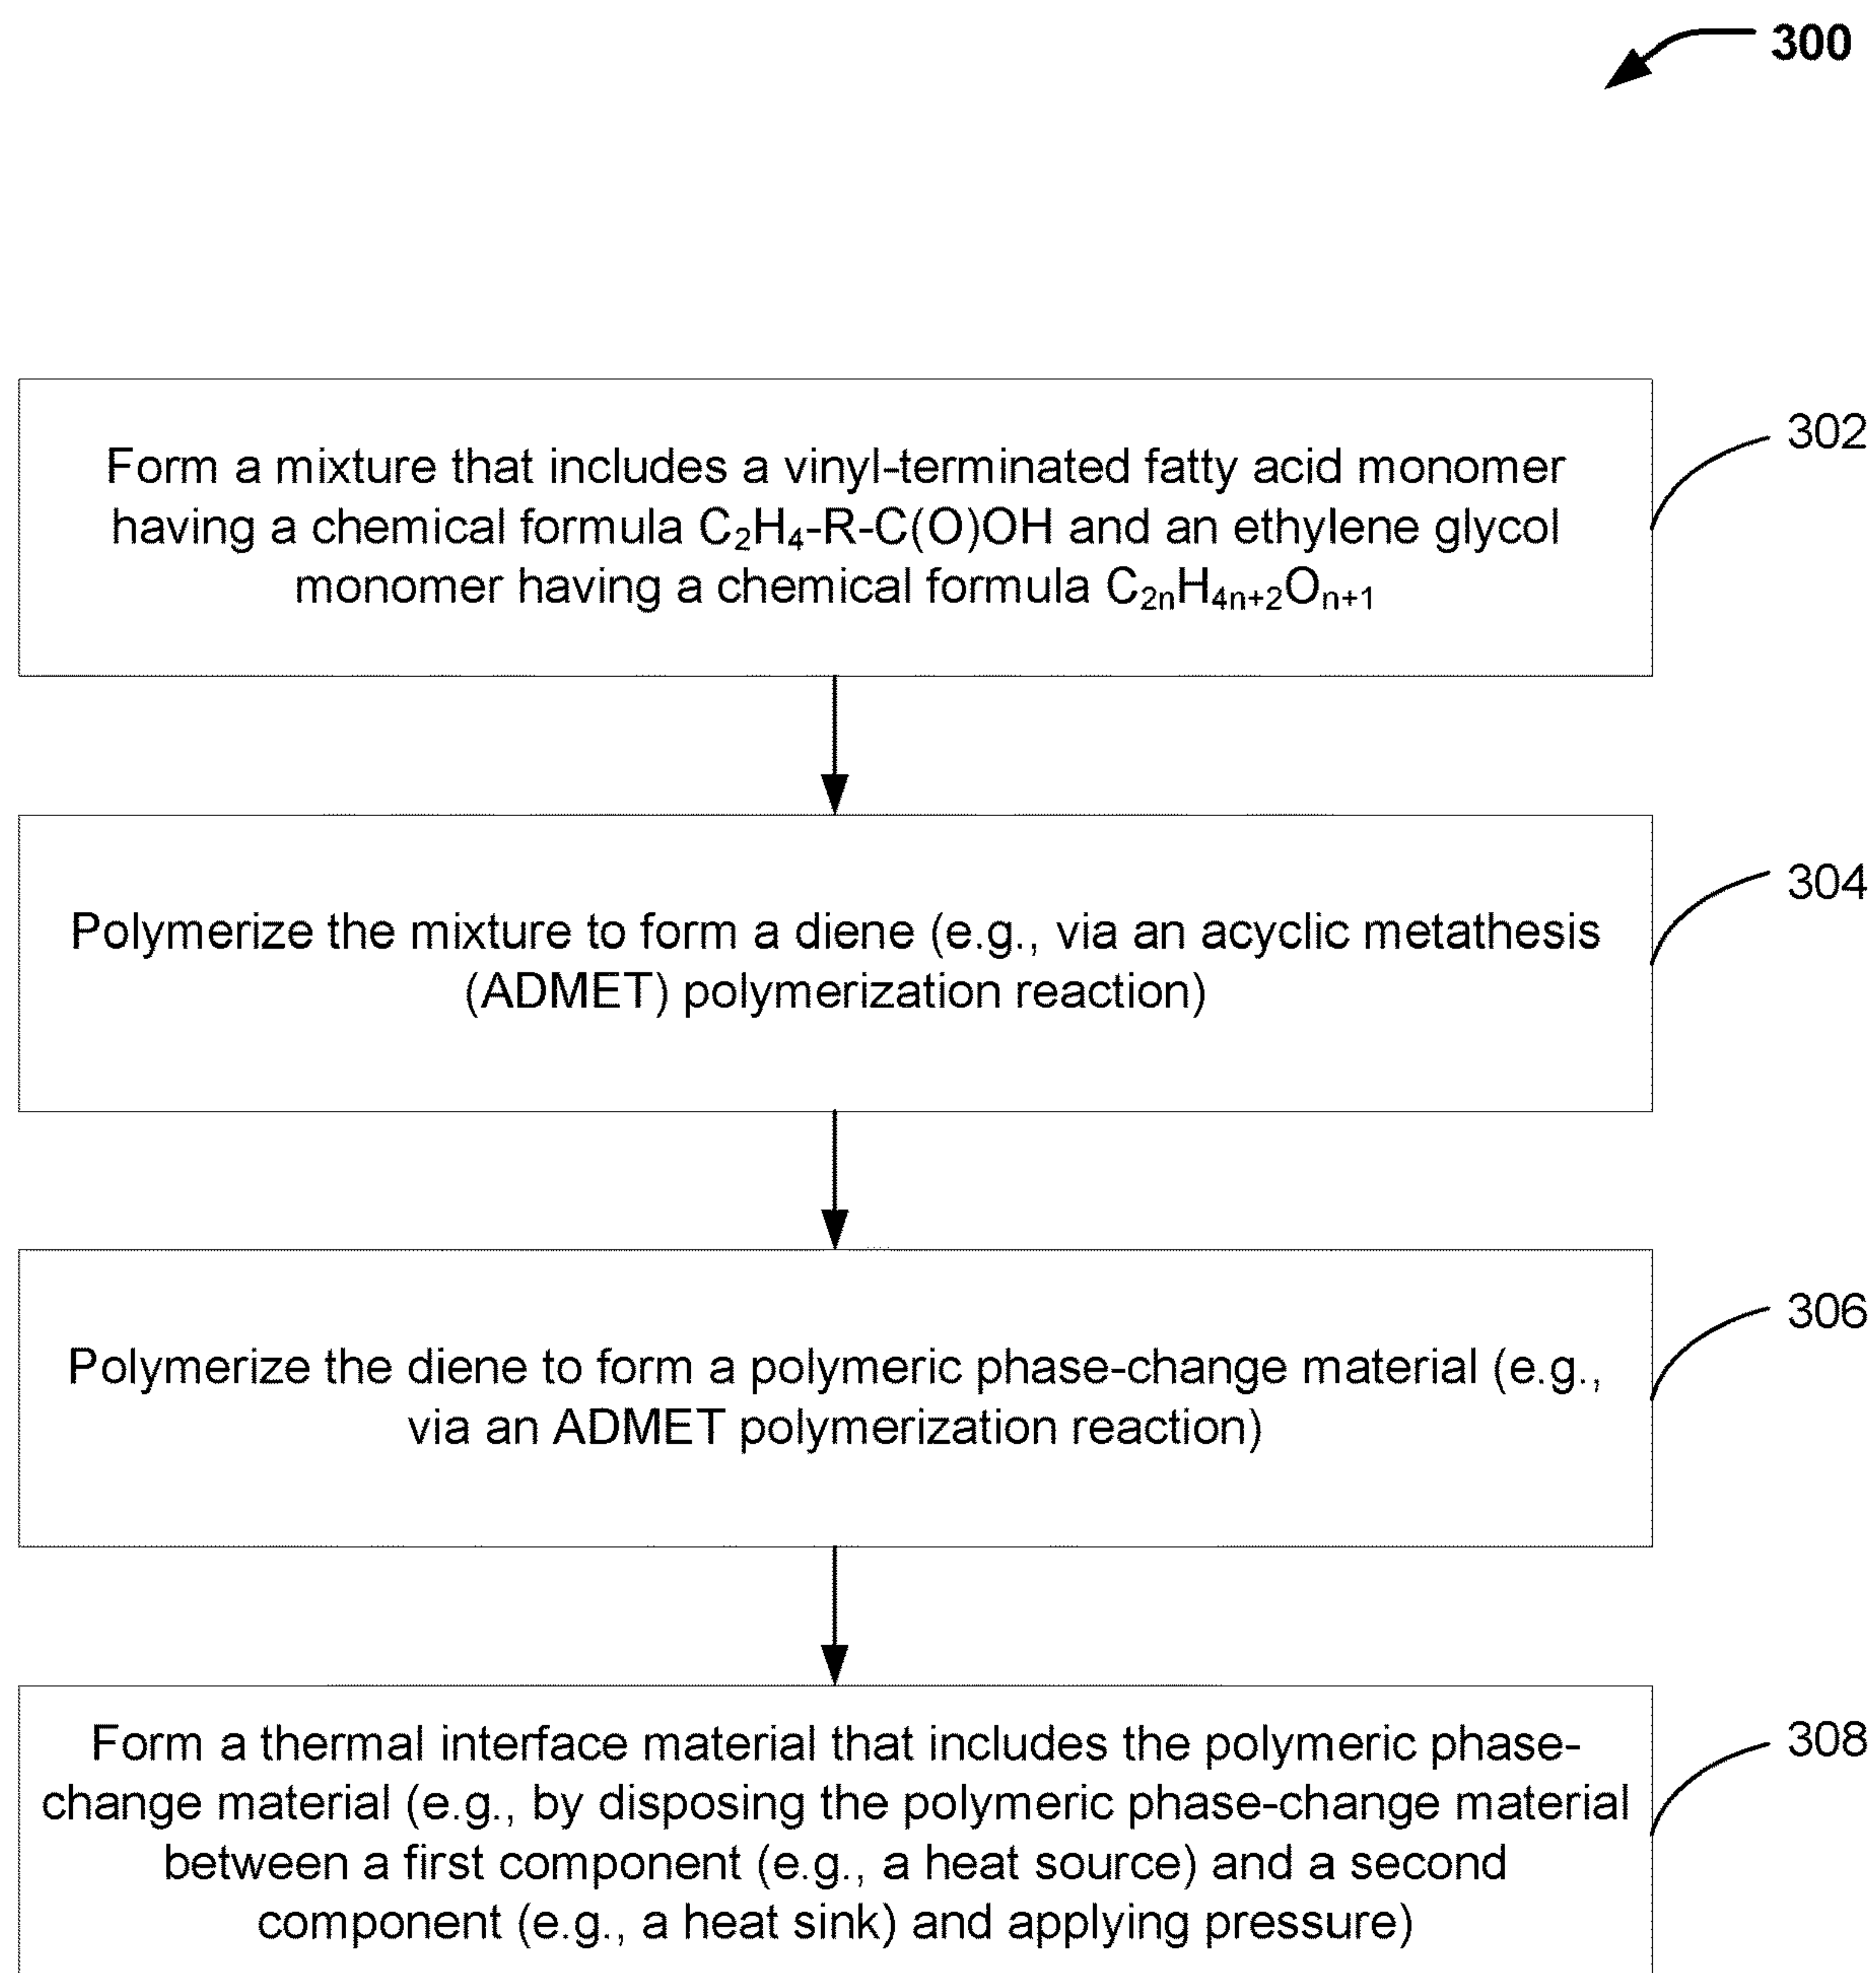 300
Form a mixture that includes a vinyl-terminated fatty acid monomer
having a chemical formula C₂H₄-R-C(O)OH and an ethylene glycol
monomer having a chemical formula C₂ₙH₄ₙ₊₂Oₙ₊₁
302
Polymerize the mixture to form a diene (e.g., via an acyclic metathesis
(ADMET) polymerization reaction)
304
Polymerize the diene to form a polymeric phase-change material (e.g.,
via an ADMET polymerization reaction)
306
Form a thermal interface material that includes the polymeric phase-
change material (e.g., by disposing the polymeric phase-change material
between a first component (e.g., a heat source) and a second
component (e.g., a heat sink) and applying pressure)
308